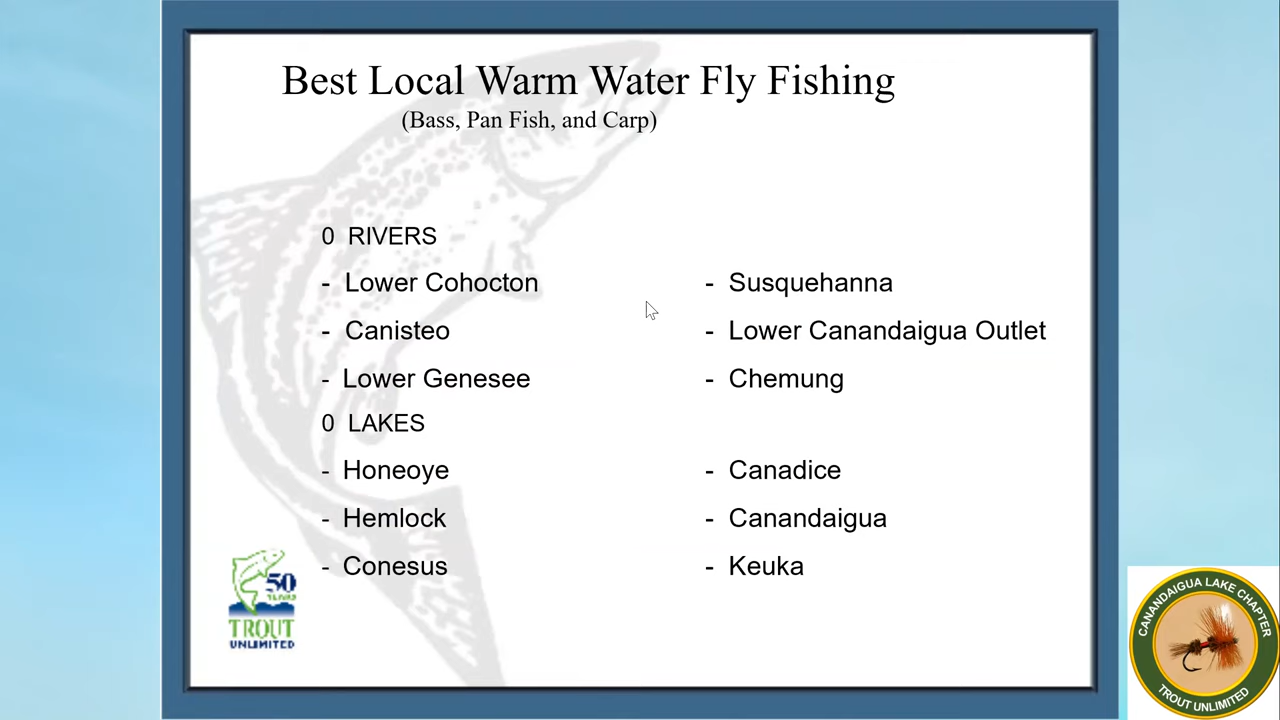 Best Local Warm Water Fly Fishing
(Bass, Pan Fish, and Carp)
0 RIVERS
- Lower Cohocton
- Susquehanna
- Canisteo
- Lower Canandaigua Outlet
- Lower Genesee
- Chemung
0 LAKES
- Honeoye
- Canadice
- Hemlock
- Canandaigua
- Conesus
- Keuka
50
YEARS
TROUT
UNLIMITED
CANANDAIGUA LAKE CHAPTER
TROUT UNLIMITED